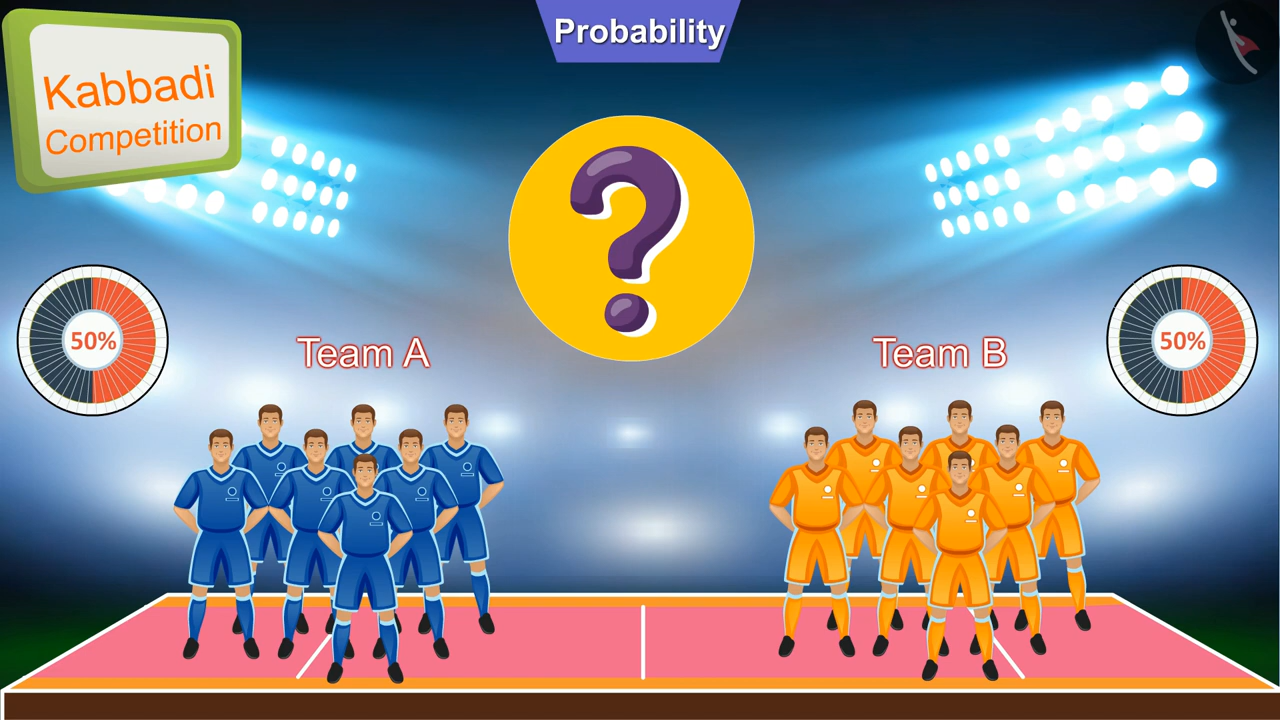 Probability
Kabbadi
Competition
50%
Team A
Team B
50%